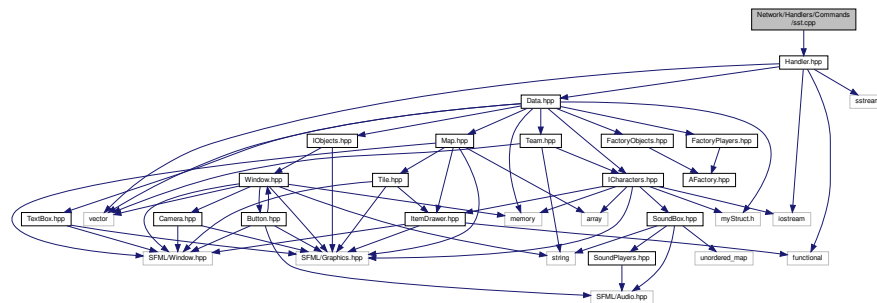 Network/Handlers/Commands
/sst.cpp
Handler.hpp
Data.hpp
sstream
IObjects.hpp
Map.hpp
Team.hpp
FactoryObjects.hpp
FactoryPlayers.hpp
Window.hpp
Tile.hpp
ICharacters.hpp
AFactory.hpp
TextBox.hpp
vector
Camera.hpp
Button.hpp
ItemDrawer.hpp
memory
array
SoundBox.hpp
myStruct.h
iostream
SFML/Window.hpp
SFML/Graphics.hpp
string
SoundPlayers.hpp
unordered_map
functional
SFML/Audio.hpp